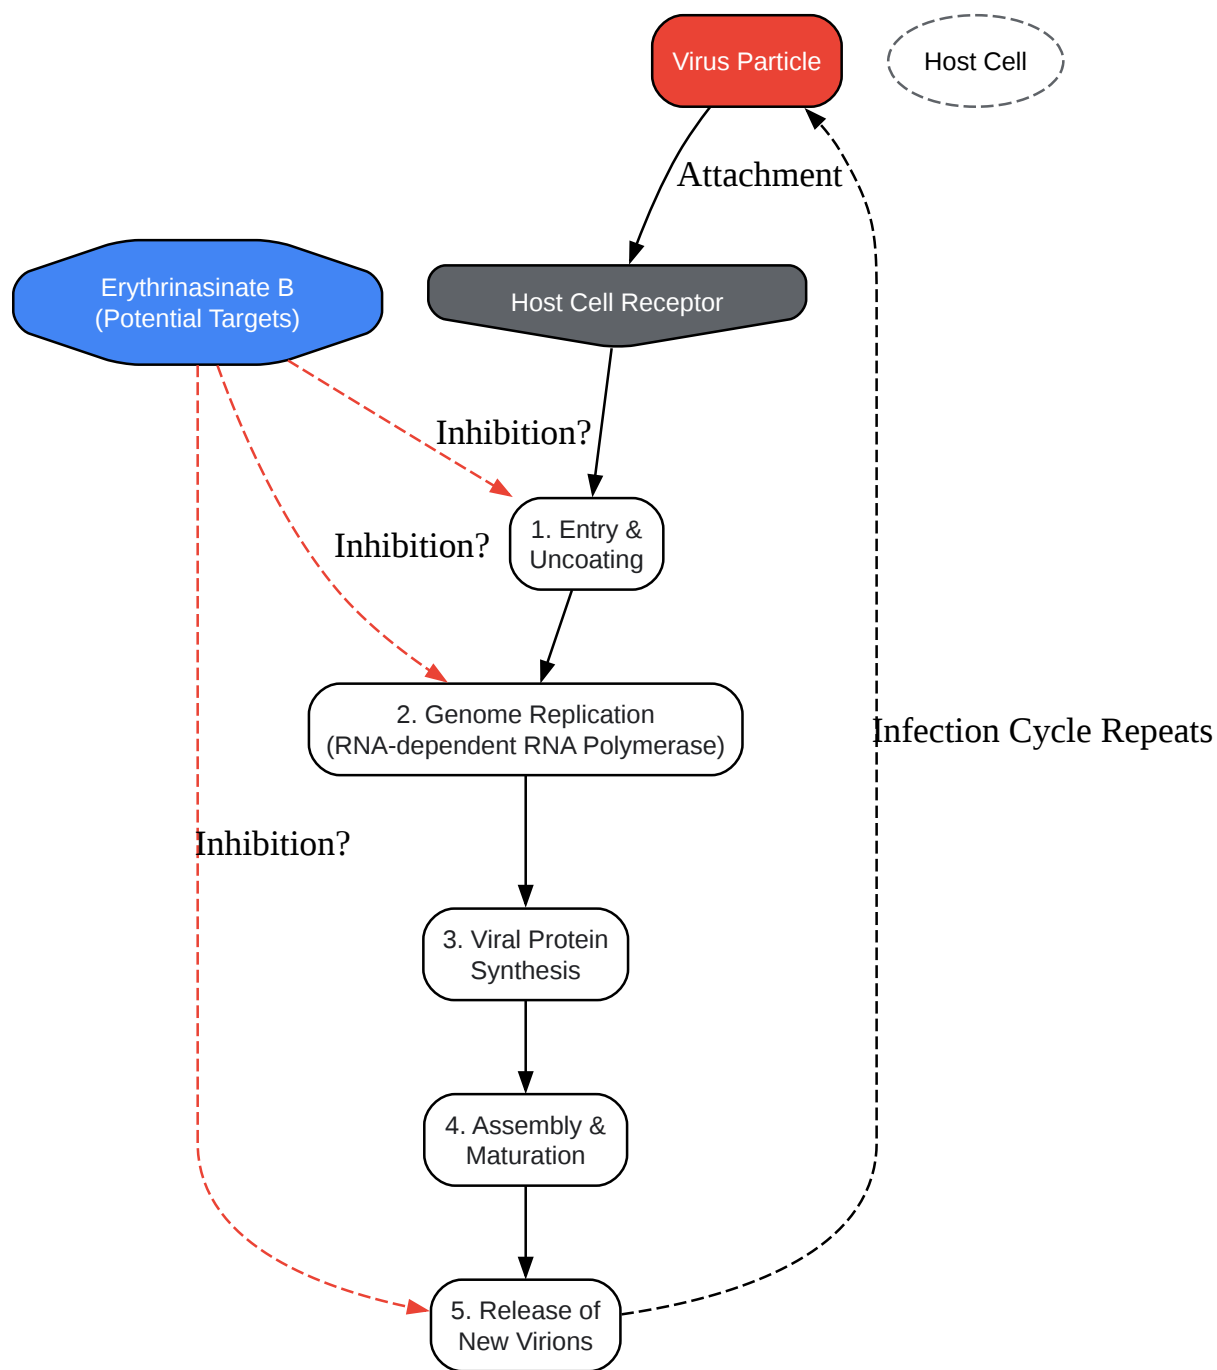 Virus Particle
Host Cell
Attachment
Erythrinasinate B
(Potential Targets)
Host Cell Receptor
Inhibition?
1. Entry &
Uncoating
Inhibition?
2. Genome Replication
(RNA-dependent RNA Polymerase)
Infection Cycle Repeats
Inhibition?
3. Viral Protein
Synthesis
4. Assembly &
Maturation
5. Release of
New Virions